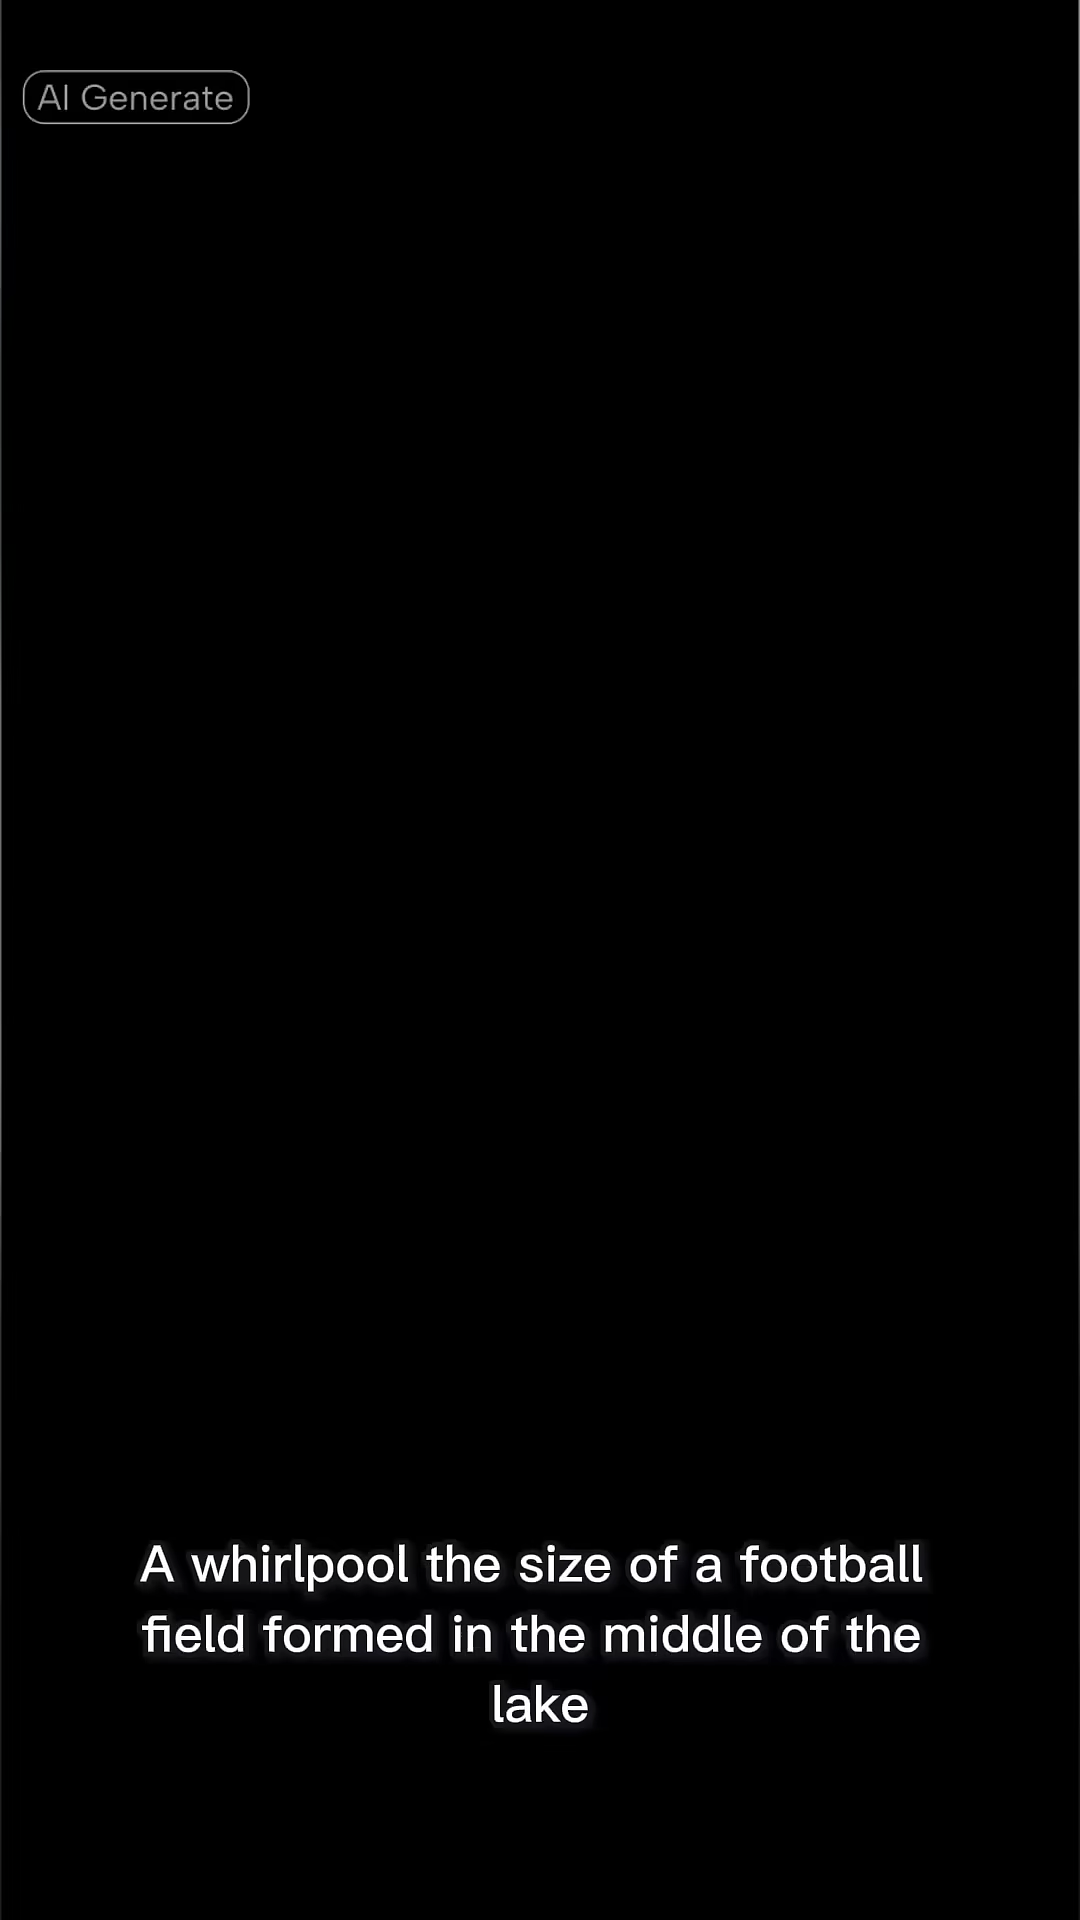 AI Generate
A whirlpool the size of a football
field formed in the middle of the
lake